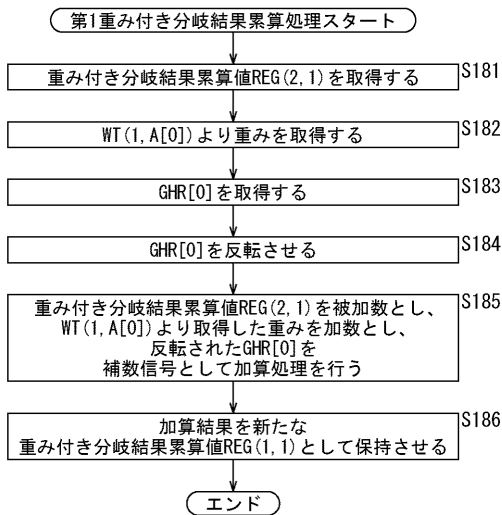 第1重み付き分岐結果累算処理スタート
S181
重み付き分岐結果累算値REG(2,1)を取得する
S182
WT(1,A[0])より重みを取得する
S183
GHR[0]を取得する
S184
GHR[0]を反転させる
S185
重み付き分岐結果累算値REG(2,1)を被加数とし、
WT(1,A[0])より取得した重みを加数とし、
反転されたGHR[0]を
補数信号として加算処理を行う
S186
加算結果を新たな
重み付き分岐結果累算値REG(1,1)として保持させる
エンド